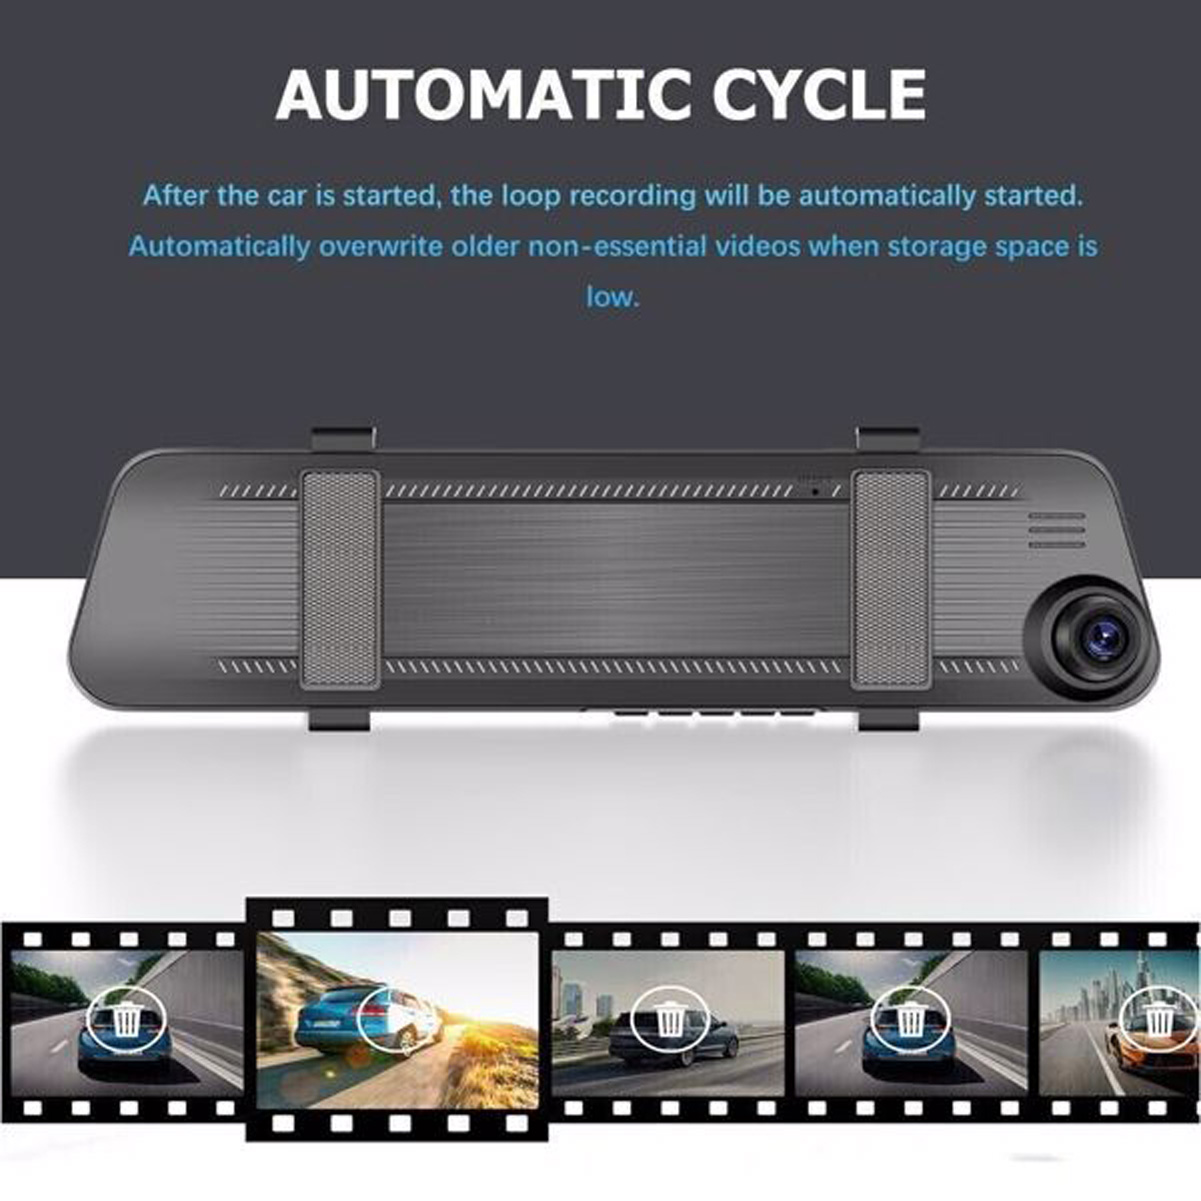 AUTOMATIC CYCLE
After the car is started, the loop recording will be automatically started.
Automatically overwrite older non-essential videos when storage space is
low.